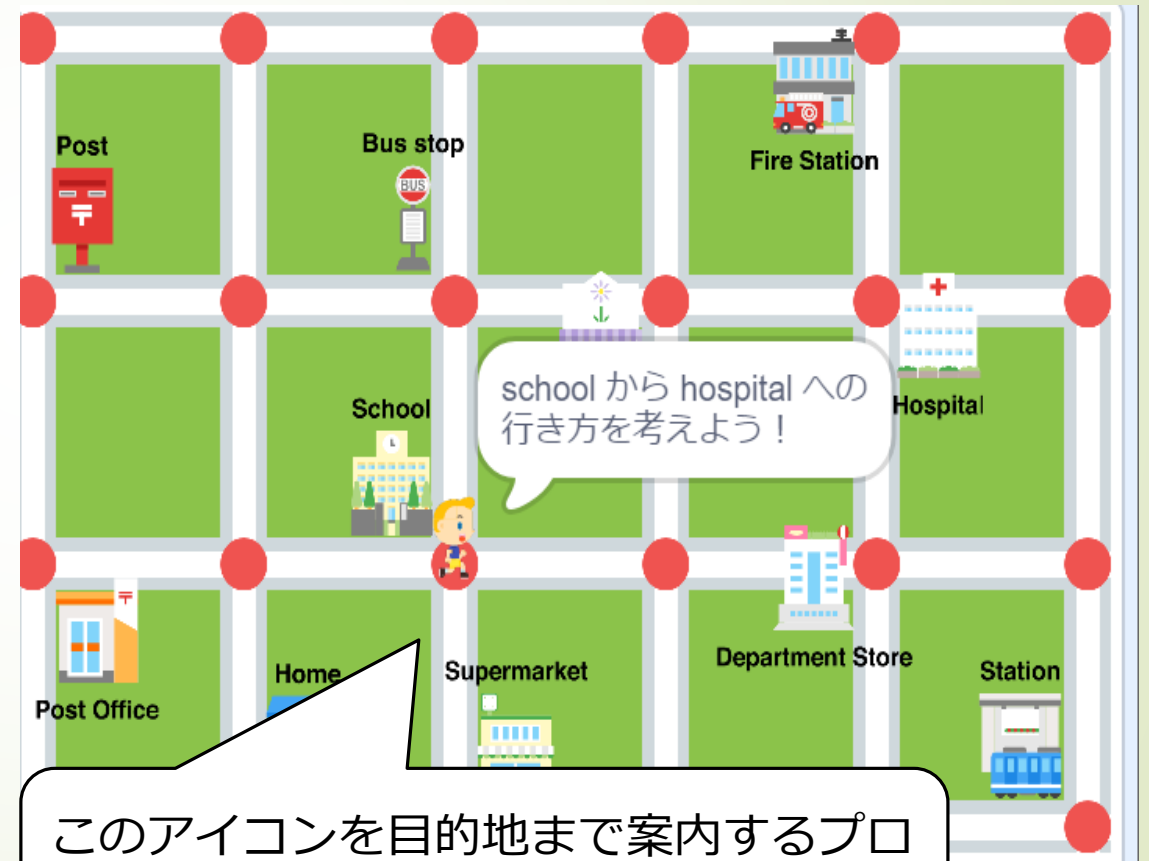 Post
Bus stop
BUS
Fire Station
〒
School
school から hospital への
行き方を考えよう！
Hospital
〒
Post Office
Home
Supermarket
Department Store
Station
このアイコンを目的地まで案内するプロ